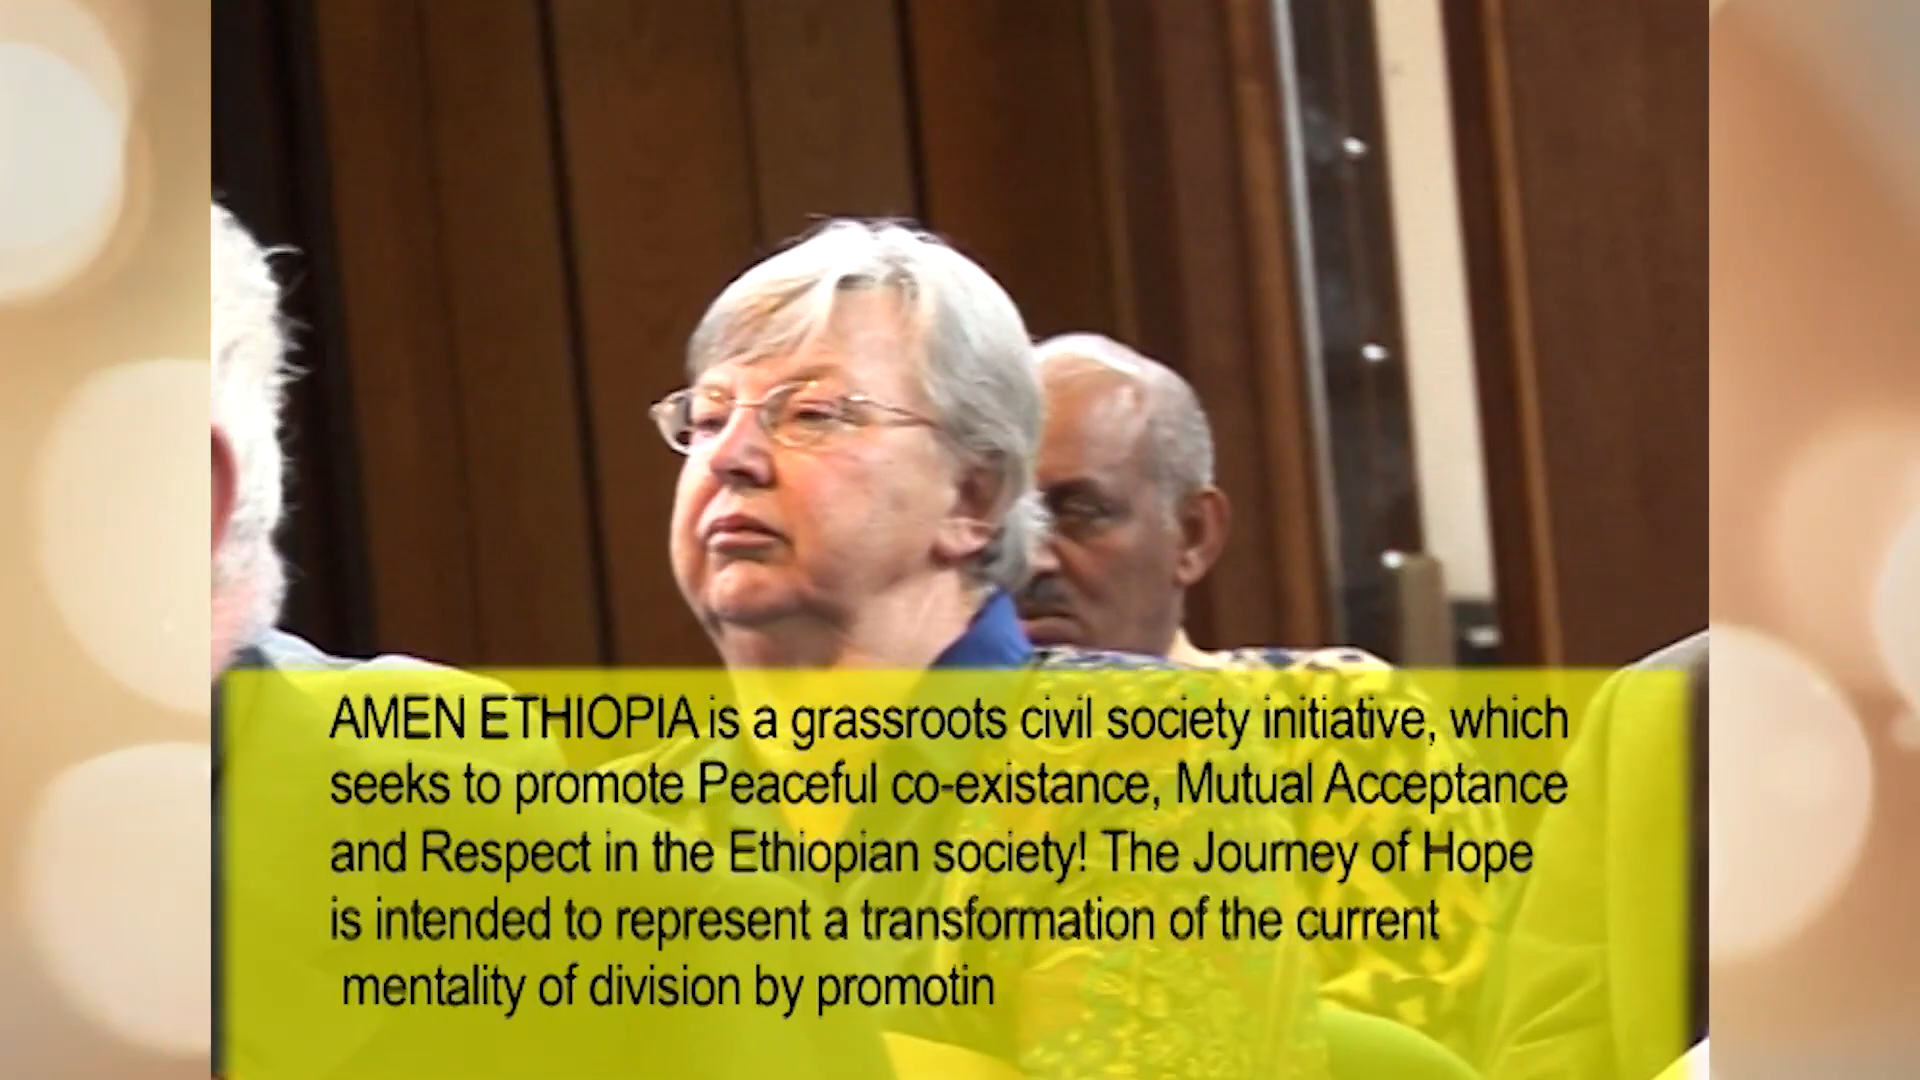 AMEN ETHIOPIA is a grassroots civil society initiative, which
seeks to promote Peaceful co-existance, Mutual Acceptance
and Respect in the Ethiopian society! The Journey of Hope
is intended to represent a transformation of the current
mentality of division by promotin